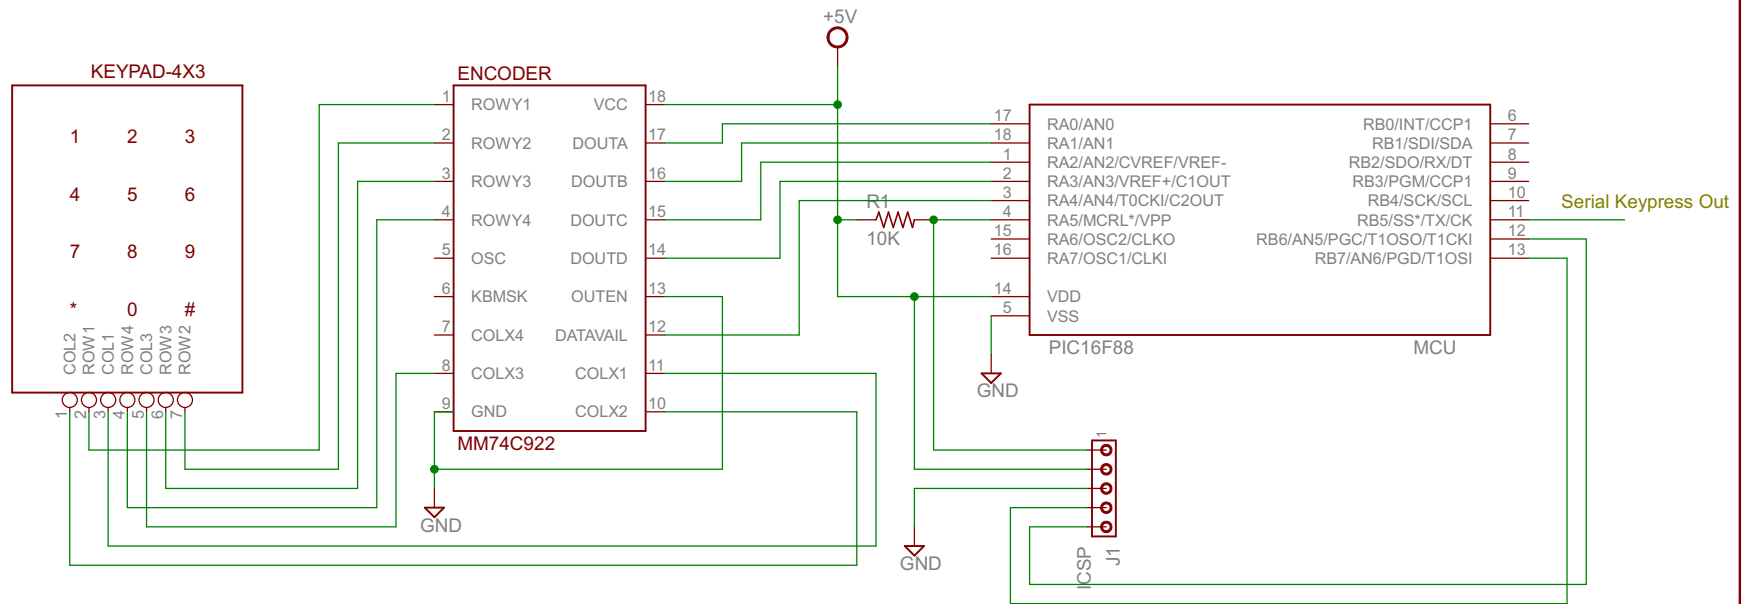 +5V
KEYPAD-4X3
1 2 3
4 5 6
7 8 9
* 0 #
COL2
ROW1
COL1
ROW4
COL3
ROW3
ROW2
1
2
3
4
5
6
7
ENCODER
1 ROWY1 VCC 18
2 ROWY2 DOUTA 17
3 ROWY3 DOUTB 16
4 ROWY4 DOUTC 15
5 OSC DOUTD 14
6 KBMSK OUTEN 13
7 COLX4 DATAVAIL 12
8 COLX3 COLX1 11
9 GND COLX2 10
MM74C922
GND
R1
10K
17 RA0/AN0 RB0/INT/CCP1 6
18 RA1/AN1 RB1/SDI/SDA 7
1 RA2/AN2/CVREF/VREF- RB2/SDO/RX/DT 8
2 RA3/AN3/VREF+/C1OUT RB3/PGM/CCP1 9
3 RA4/AN4/T0CKI/C2OUT RB4/SCK/SCL 10
4 RA5/MCRL*/VPP RB5/SS*/TX/CK 11
15 RA6/OSC2/CLKO RB6/AN5/PGC/T1OSO/T1CKI 12
16 RA7/OSC1/CLKI RB7/AN6/PGD/T1OSI 13
14 VDD
5 VSS
PIC16F88 MCU
Serial Keypress Out
GND
1
GND
ICSP
J1